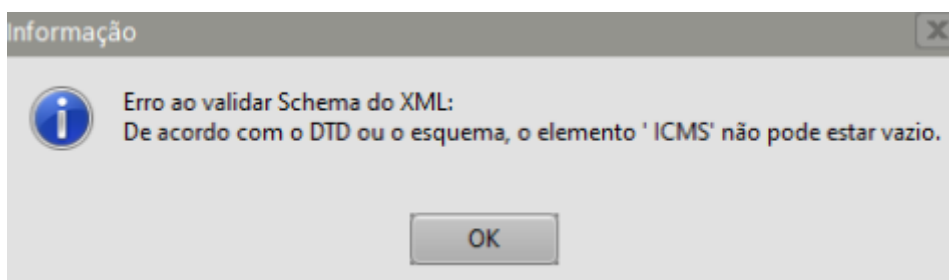 Informação
Erro ao validar Schema do XML:
De acordo com o DTD ou o esquema, o elemento ' ICMS' não pode estar vazio.
OK